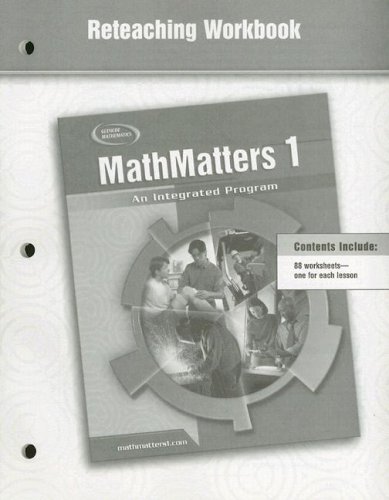 Reteaching Workbook
GLENCOE
MATHEMATICS
MathMatters 1
An Integrated Program
Contents Include:
88 worksheets—
one for each lesson
mathmatters1.com